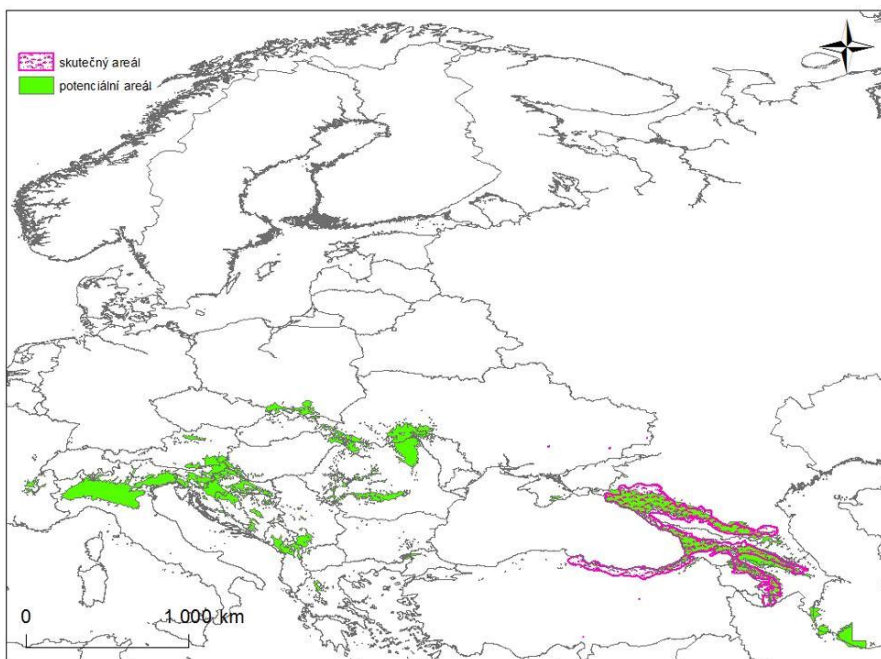 skutečný areál
potenciální areál
0 1 000 km